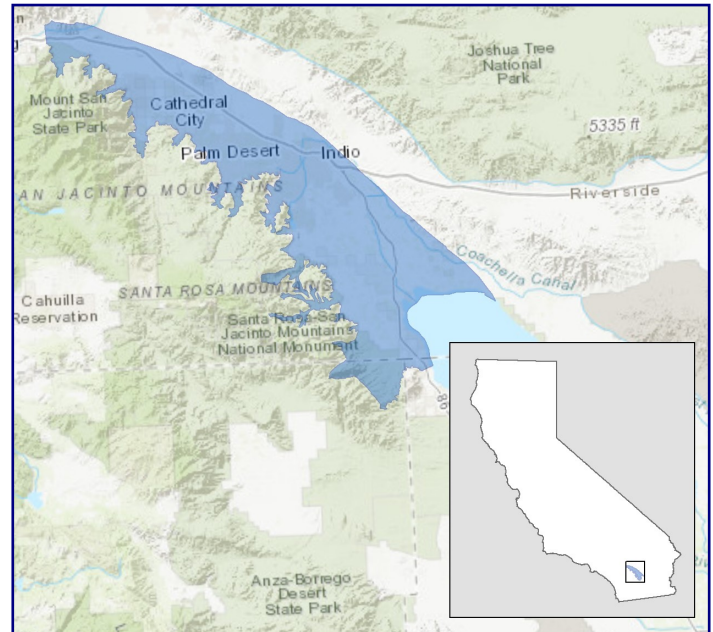 Joshua Tree
National
Park
Mount San
Jacinto
State Park
Cathedral
City
5335 ft
Palm Desert
Indio
AN JACINTO MOUNTAINS
Riverside
Coachella Canal
SANTA ROSA MOUNTAINS
Cahuilla
Reservation
Santa Rosa-San
Jacinto Mountains
National Monument
86
Anza-Borrego
Desert
State Park